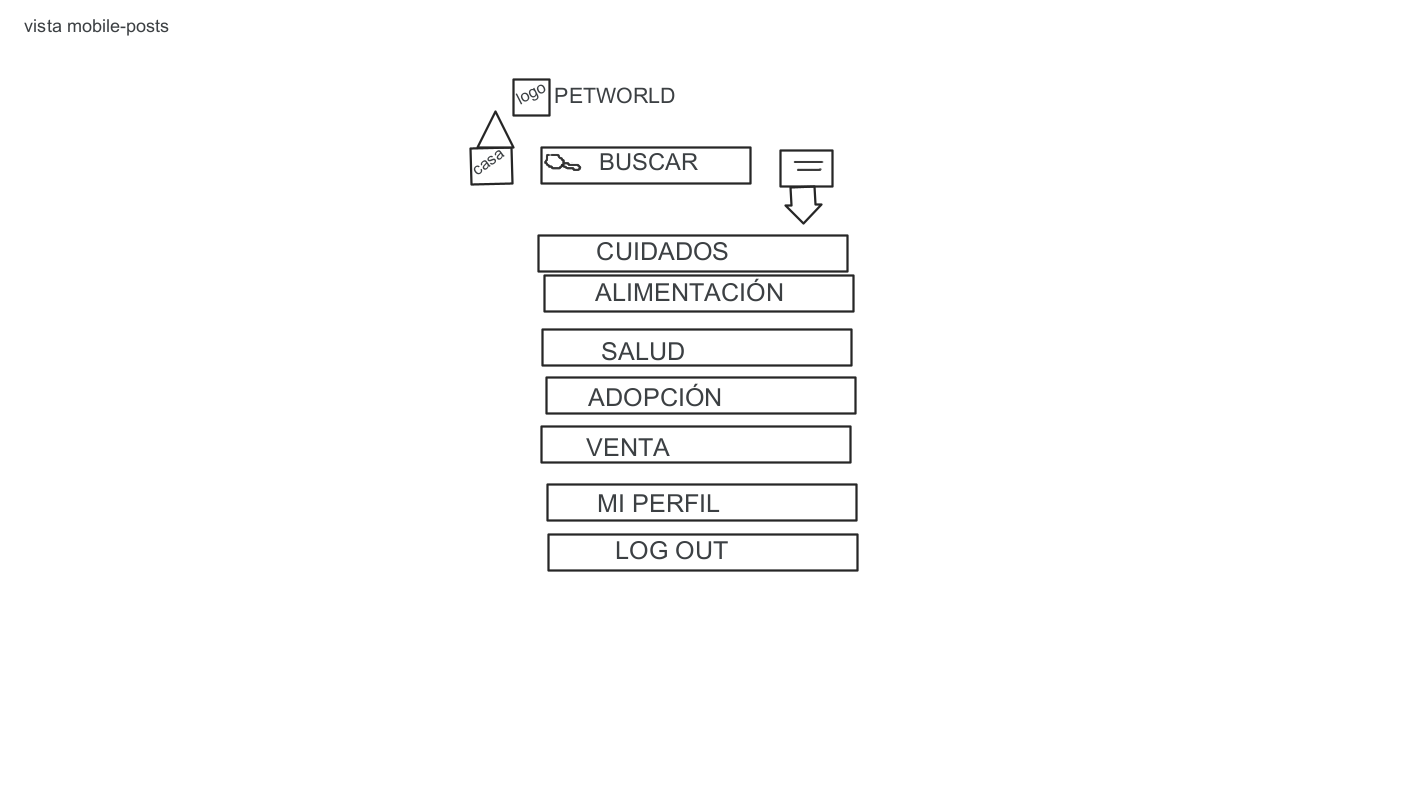 vista mobile-posts
logo PETWORLD
casa
BUSCAR
CUIDADOS
ALIMENTACIÓN
SALUD
ADOPCIÓN
VENTA
MI PERFIL
LOG OUT